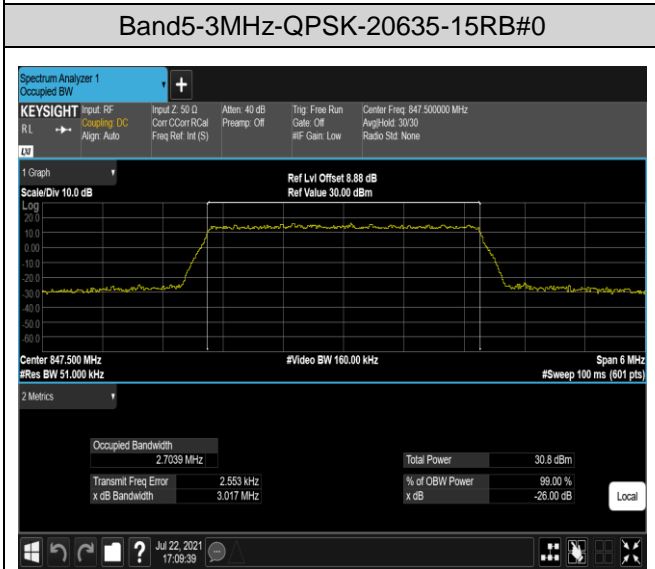 Band5-3MHz-QPSK-20635-15RB#0
Spectrum Analyzer 1
Occupied BW
+
KEYSIGHT Input: RF Input Z: 50 Ω Atten: 40 dB Trig: Free Run Center Freq: 847.500000 MHz
RL Coupling: DC Corr CCorr RCal Preamp: Off Gate: Off Avg|Hold: 30/30
Align: Auto Freq Ref: Int (S) #IF Gain: Low Radio Std: None
LXI
1 Graph Ref Lvl Offset 8.88 dB
Scale/Div 10.0 dB Ref Value 30.00 dBm
Log
20.0
10.0
0.00
-10.0
-20.0
-30.0
-40.0
-50.0
-60.0
Center 847.500 MHz #Video BW 160.00 kHz Span 6 MHz
#Res BW 51.000 kHz #Sweep 100 ms (601 pts)
2 Metrics
Occupied Bandwidth
2.7039 MHz Total Power 30.8 dBm
Transmit Freq Error 2.553 kHz % of OBW Power 99.00 %
x dB Bandwidth 3.017 MHz x dB -26.00 dB
Local
? Jul 22, 2021
17:09:39